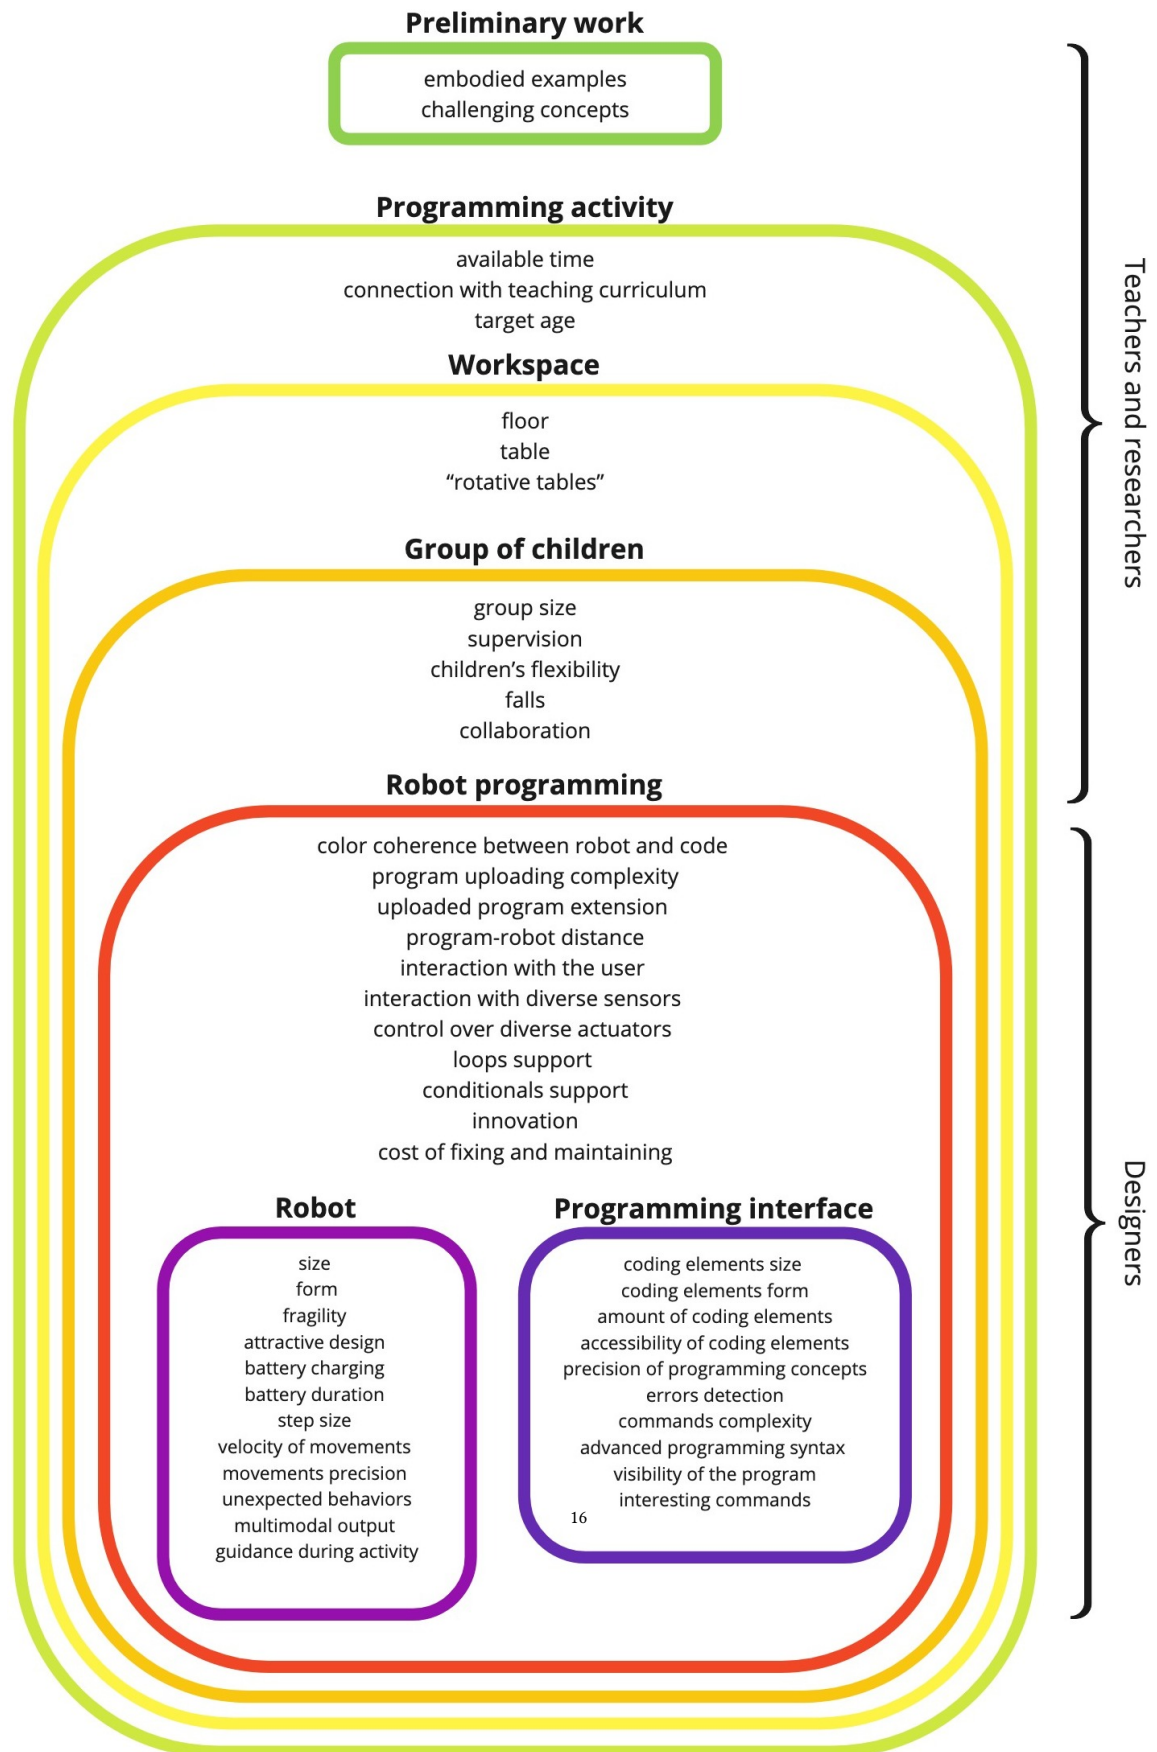 Preliminary work
embodied examples
challenging concepts
Programming activity
available time
connection with teaching curriculum
target age
Workspace
floor
table
“rotative tables”
Group of children
group size
supervision
children’s flexibility
falls
collaboration
Teachers and researchers
Robot programming
color coherence between robot and code
program uploading complexity
uploaded program extension
program-robot distance
interaction with the user
interaction with diverse sensors
control over diverse actuators
loops support
conditionals support
innovation
cost of fixing and maintaining
Robot
size
form
fragility
attractive design
battery charging
battery duration
step size
velocity of movements
movements precision
unexpected behaviors
multimodal output
guidance during activity
Programming interface
coding elements size
coding elements form
amount of coding elements
accessibility of coding elements
precision of programming concepts
errors detection
commands complexity
advanced programming syntax
visibility of the program
interesting commands
16
Designers